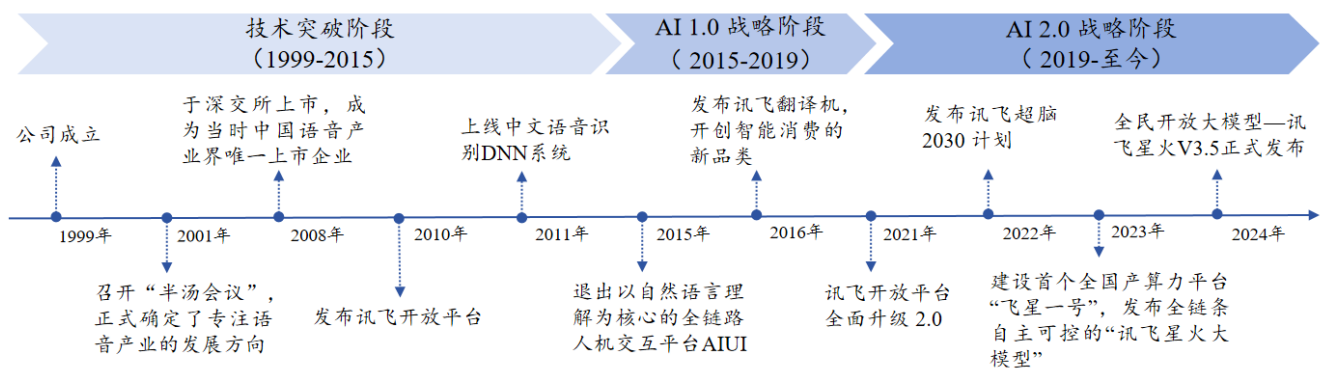 技术突破阶段
（1999-2015）
AI 1.0 战略阶段
（ 2015-2019）
AI 2.0 战略阶段
（ 2019-至今）
公司成立
于深交所上市，成
为当时中国语音产
业界唯一上市企业
上线中文语音识
别DNN系统
发布讯飞翻译机，
开创智能消费的
新品类
发布讯飞超脑
2030 计划
全民开放大模型—讯
飞星火V3.5正式发布
1999年
2001年
2008年
2010年
2011年
2015年
2016年
2021年
2022年
2023年
2024年
召开“半汤会议”，
正式确定了专注语
音产业的发展方向
发布讯飞开放平台
退出以自然语言理
解为核心的全链路
人机交互平台AIUI
讯飞开放平台
全面升级 2.0
建设首个全国产算力平台
“飞星一号”，发布全链条
自主可控的“讯飞星火大
模型”